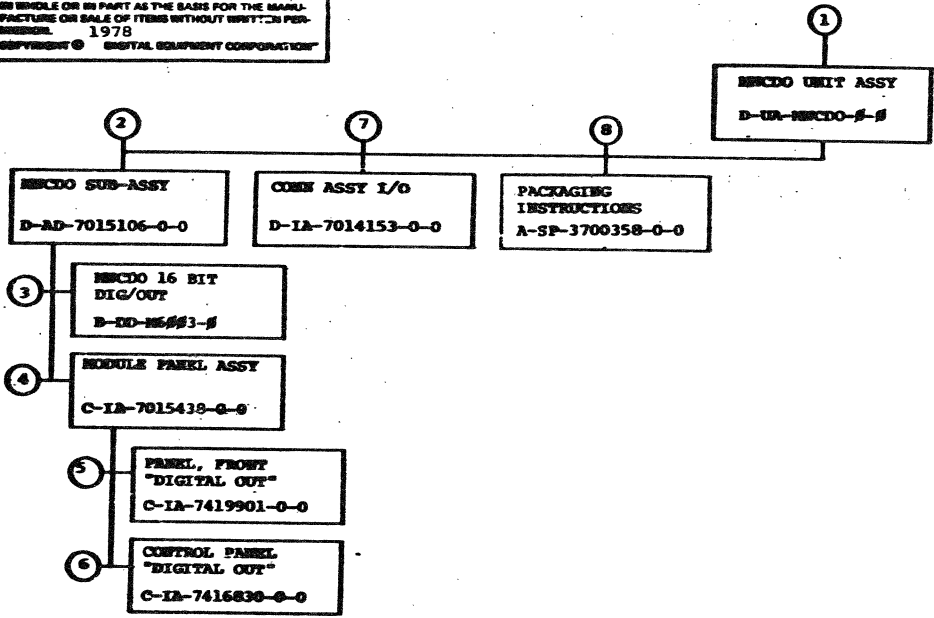 IN WHOLE OR IN PART AS THE BASIS FOR THE MANU-
FACTURE OR SALE OF ITEMS WITHOUT WRITTEN PER-
MISSION.
1978
COPYRIGHT © DIGITAL EQUIPMENT CORPORATION"
1
MNCDO UNIT ASSY
D-UA-MNCDO-Ø-Ø
2
7
8
MNCDO SUB-ASSY
D-AD-7015106-0-0
CONN ASSY I/O
D-IA-7014153-0-0
PACKAGING
INSTRUCTIONS
A-SP-3700358-0-0
3
MNCDO 16 BIT
DIG/OUT
B-DD-M6ØØ3-Ø
4
MODULE PANEL ASSY
C-IA-7015438-0-0
5
PANEL, FRONT
"DIGITAL OUT"
C-IA-7419901-0-0
6
CONTROL PANEL
"DIGITAL OUT"
C-IA-7416830-0-0